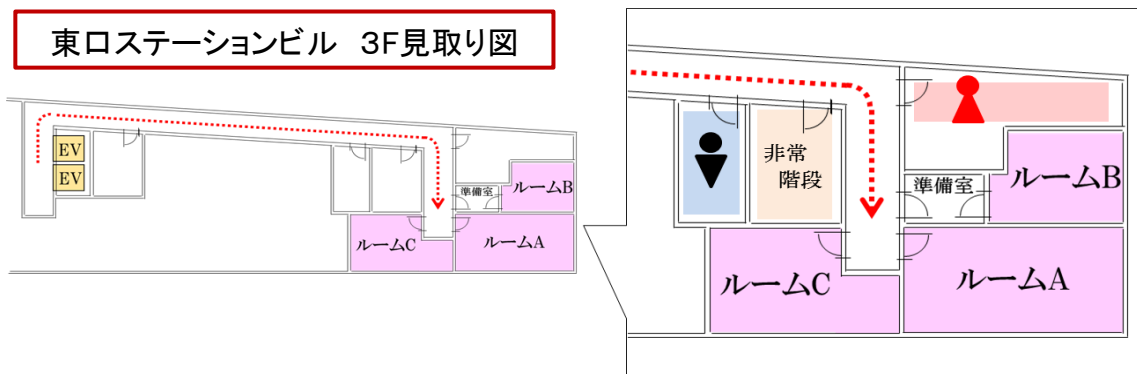 東口ステーションビル　３F見取り図
EV
EV
準備室
ルームB
ルームC
ルームA
非常
階段
準備室
ルームB
ルームC
ルームA